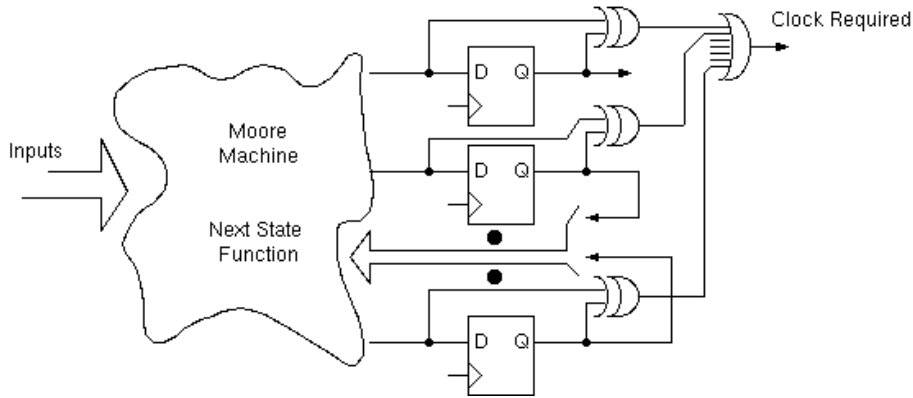 Clock Required
D Q
Moore
Machine
Inputs
D Q
Next State
Function
D Q